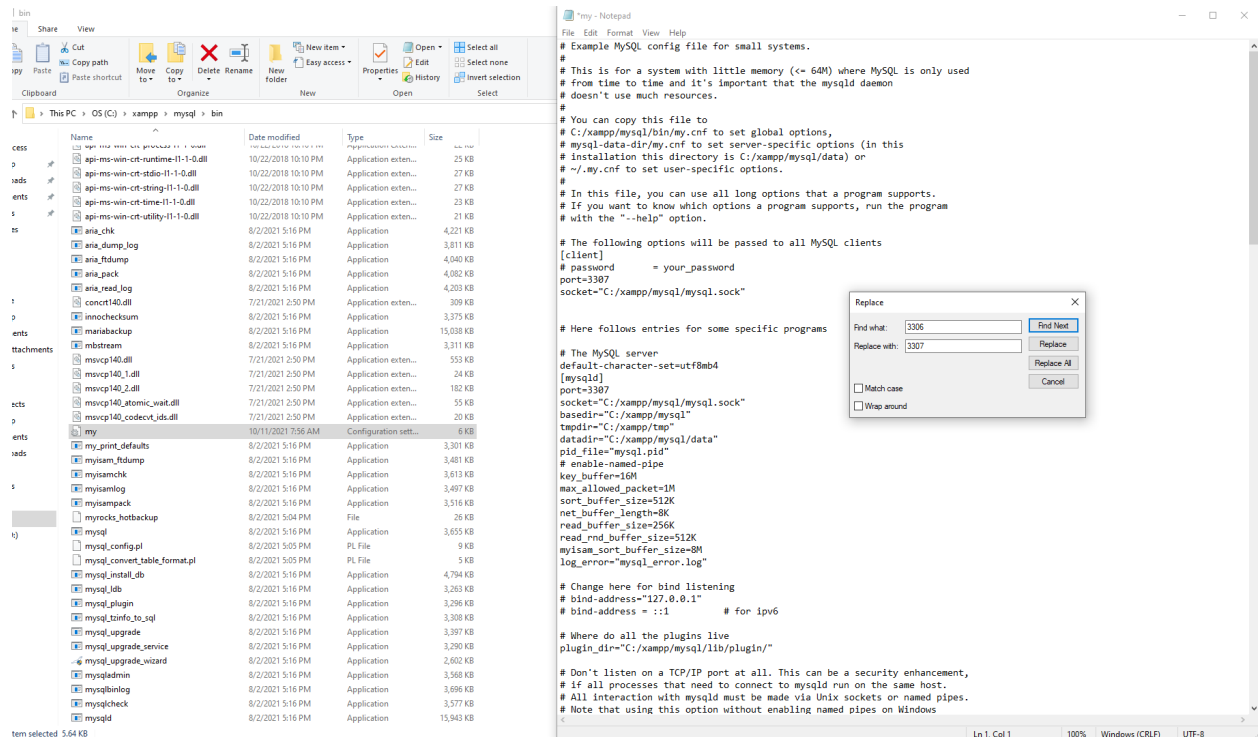 bin
Share View
Cut
Copy path
Paste shortcut
Paste
Clipboard
Move to
Copy to
Delete
Rename
Organize
New folder
New item
Easy access
New
Properties
Open
Edit
History
Open
Select all
Select none
Invert selection
Select
This PC > OS (C:) > xampp > mysql > bin
Name Date modified Type Size
api-ms-win-crt-runtime-l1-1-0.dll 10/22/2018 10:10 PM Application exten... 25 KB
api-ms-win-crt-stdio-l1-1-0.dll 10/22/2018 10:10 PM Application exten... 27 KB
api-ms-win-crt-string-l1-1-0.dll 10/22/2018 10:10 PM Application exten... 27 KB
api-ms-win-crt-time-l1-1-0.dll 10/22/2018 10:10 PM Application exten... 23 KB
api-ms-win-crt-utility-l1-1-0.dll 10/22/2018 10:10 PM Application exten... 21 KB
aria_chk 8/2/2021 5:16 PM Application 4,221 KB
aria_dump_log 8/2/2021 5:16 PM Application 3,811 KB
aria_ftdump 8/2/2021 5:16 PM Application 4,040 KB
aria_pack 8/2/2021 5:16 PM Application 4,082 KB
aria_read_log 8/2/2021 5:16 PM Application 4,203 KB
concrt140.dll 7/21/2021 2:50 PM Application exten... 309 KB
innochecksum 8/2/2021 5:16 PM Application 3,375 KB
mariabackup 8/2/2021 5:16 PM Application 15,038 KB
mbstream 8/2/2021 5:16 PM Application 3,311 KB
msvcp140.dll 7/21/2021 2:50 PM Application exten... 553 KB
msvcp140_1.dll 7/21/2021 2:50 PM Application exten... 24 KB
msvcp140_2.dll 7/21/2021 2:50 PM Application exten... 182 KB
msvcp140_atomic_wait.dll 7/21/2021 2:50 PM Application exten... 55 KB
msvcp140_codecvt_ids.dll 7/21/2021 2:50 PM Application exten... 20 KB
my 10/11/2021 7:56 AM Configuration sett... 6 KB
my_print_defaults 8/2/2021 5:16 PM Application 3,301 KB
myisam_ftdump 8/2/2021 5:16 PM Application 3,481 KB
myisamchk 8/2/2021 5:16 PM Application 3,613 KB
myisamlog 8/2/2021 5:16 PM Application 3,497 KB
myisampack 8/2/2021 5:16 PM Application 3,516 KB
myrocks_hotbackup 8/2/2021 5:04 PM File 26 KB
mysql 8/2/2021 5:16 PM Application 3,655 KB
mysql_config.pl 8/2/2021 5:05 PM PL File 9 KB
mysql_convert_table_format.pl 8/2/2021 5:05 PM PL File 5 KB
mysql_install_db 8/2/2021 5:16 PM Application 4,794 KB
mysql_ldb 8/2/2021 5:16 PM Application 3,263 KB
mysql_plugin 8/2/2021 5:16 PM Application 3,296 KB
mysql_tzinfo_to_sql 8/2/2021 5:16 PM Application 3,308 KB
mysql_upgrade 8/2/2021 5:16 PM Application 3,397 KB
mysql_upgrade_service 8/2/2021 5:16 PM Application 3,290 KB
mysql_upgrade_wizard 8/2/2021 5:16 PM Application 2,602 KB
mysqladmin 8/2/2021 5:16 PM Application 3,568 KB
mysqlbinlog 8/2/2021 5:16 PM Application 3,696 KB
mysqlcheck 8/2/2021 5:16 PM Application 3,577 KB
mysqld 8/2/2021 5:16 PM Application 15,943 KB
tem selected 5.64 KB
*my - Notepad
File Edit Format View Help
# Example MySQL config file for small systems.
#
# This is for a system with little memory (<= 64M) where MySQL is only used
# from time to time and it's important that the mysqld daemon
# doesn't use much resources.
#
# You can copy this file to
# C:/xampp/mysql/bin/my.cnf to set global options,
# mysql-data-dir/my.cnf to set server-specific options (in this
# installation this directory is C:/xampp/mysql/data) or
# ~/.my.cnf to set user-specific options.
#
# In this file, you can use all long options that a program supports.
# If you want to know which options a program supports, run the program
# with the "--help" option.
# The following options will be passed to all MySQL clients
[client]
# password = your_password
port=3307
socket="C:/xampp/mysql/mysql.sock"
# Here follows entries for some specific programs
# The MySQL server
default-character-set=utf8mb4
[mysqld]
port=3307
socket="C:/xampp/mysql/mysql.sock"
basedir="C:/xampp/mysql"
tmpdir="C:/xampp/tmp"
datadir="C:/xampp/mysql/data"
pid_file="mysql.pid"
# enable-named-pipe
key_buffer=16M
max_allowed_packet=1M
sort_buffer_size=512K
net_buffer_length=8K
read_buffer_size=256K
read_rnd_buffer_size=512K
myisam_sort_buffer_size=8M
log_error="mysql_error.log"
# Change here for bind listening
# bind-address="127.0.0.1"
# bind-address = ::1 # for ipv6
# Where do all the plugins live
plugin_dir="C:/xampp/mysql/lib/plugin/"
# Don't listen on a TCP/IP port at all. This can be a security enhancement,
# if all processes that need to connect to mysqld run on the same host.
# All interaction with mysqld must be made via Unix sockets or named pipes.
# Note that using this option without enabling named pipes on Windows
Ln 1, Col 1 100% Windows (CRLF) UTF-8
Replace
Find what: 3306 Find Next
Replace with: 3307 Replace
Replace All
Cancel
Match case
Wrap around